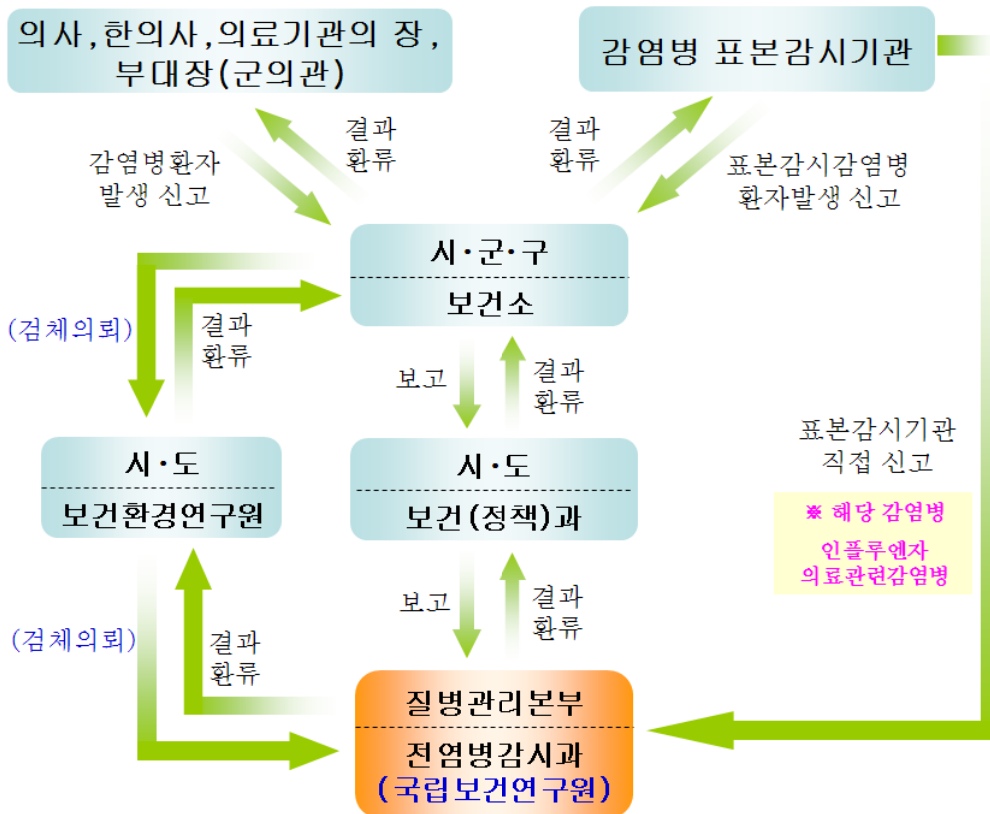 의사,한의사,의료기관의 장,
부대장(군의관)
감염병 표본감시기관
결과
환류
감염병환자
발생 신고
결과
환류
표본감시감염병
환자발생 신고
시·군·구
보건소
(검체의뢰)
결과
환류
보고
결과
환류
표본감시기관
직접 신고
※ 해당 감염병
인플루엔자
의료관련감염병
시·도
보건환경연구원
시·도
보건(정책)과
(검체의뢰)
결과
환류
보고
결과
환류
질병관리본부
전염병감시과
(국립보건연구원)